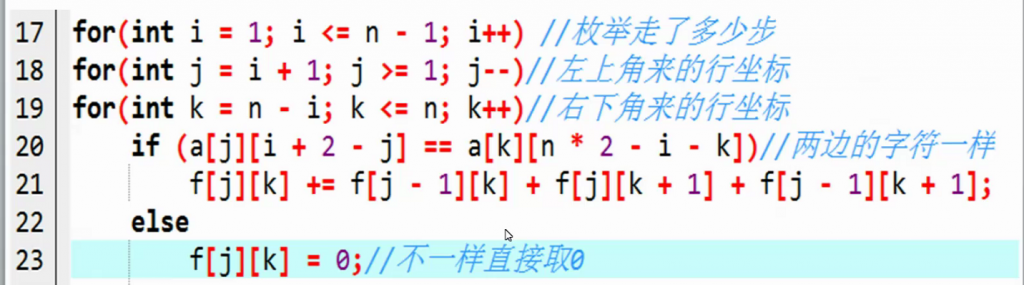 17 for(int i = 1; i <= n - 1; i++) //枚举走了多少步
18 for(int j = i + 1; j >= 1; j--)//左上角来的行坐标
19 for(int k = n - i; k <= n; k++)//右下角来的行坐标
20 if (a[j][i + 2 - j] == a[k][n * 2 - i - k])//两边的字符一样
21 f[j][k] += f[j - 1][k] + f[j][k + 1] + f[j - 1][k + 1];
22 else
23 f[j][k] = 0;//不一样直接取0